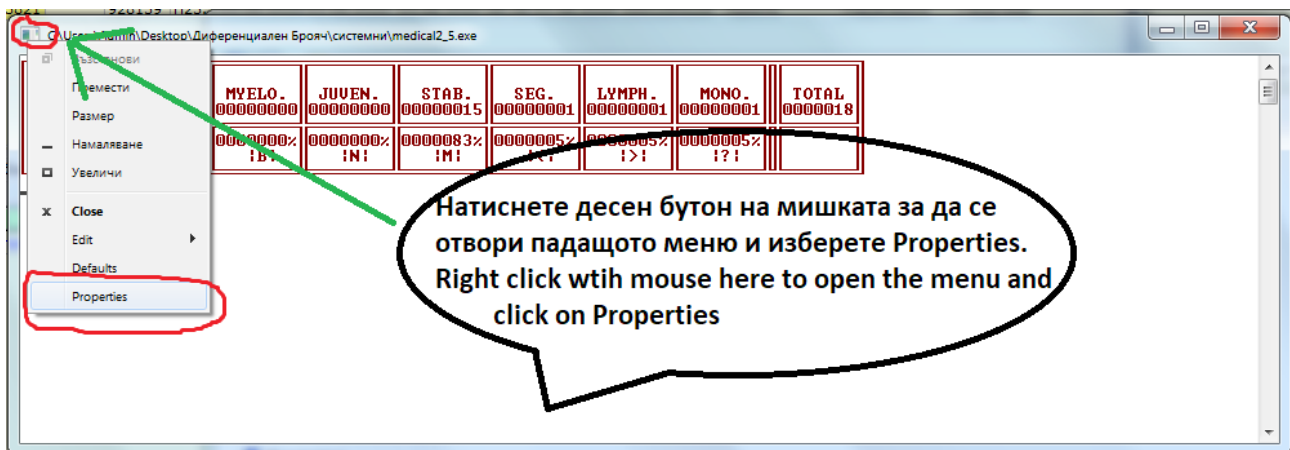 C:\Users\Admin\Desktop\Диференциален Брояч\системни\medical2_5.exe
Премести
Размер
Намаляване
Увеличи
x Close
Edit
Defaults
Properties
MYELO. JUVEN. STAB. SEG. LYMPH. MONO. TOTAL
00000000 00000000 00000015 00000001 00000001 00000001 0000018
0000000% 0000000% 0000083% 0000005% 0000005% 0000005%
|B| |N| |M| |<| |>| |?|
Натиснете десен бутон на мишката за да се
отвори падащото меню и изберете Properties.
Right click wtih mouse here to open the menu and
click on Properties